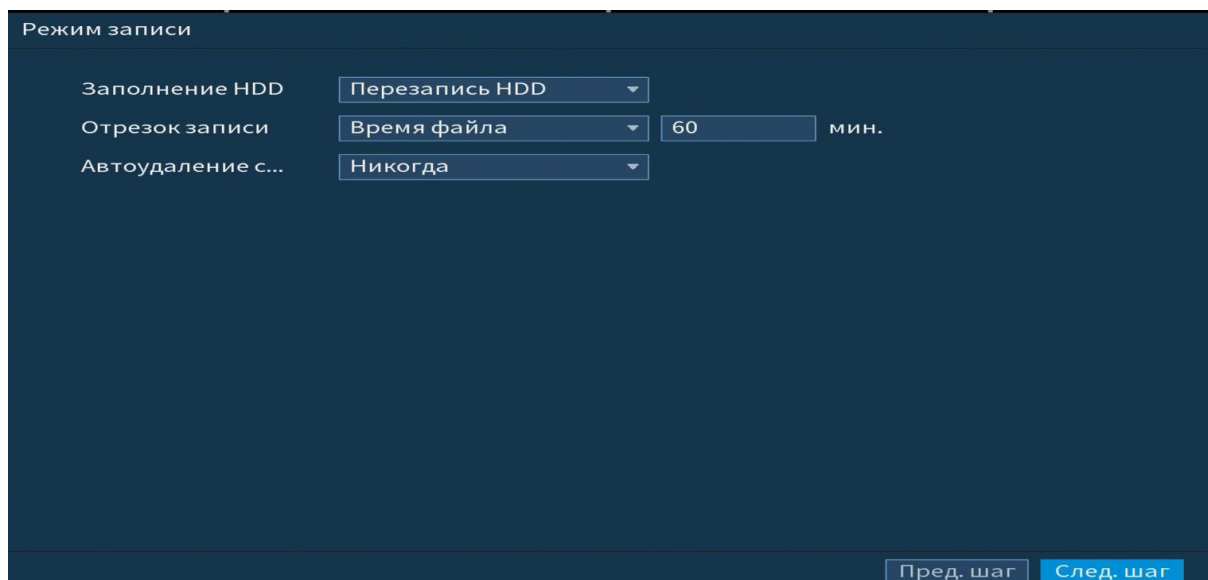 Режим записи
Заполнение HDD Перезапись HDD
Отрезок записи Время файла 60 мин.
Автоудаление с... Никогда
Пред. шаг След. шаг